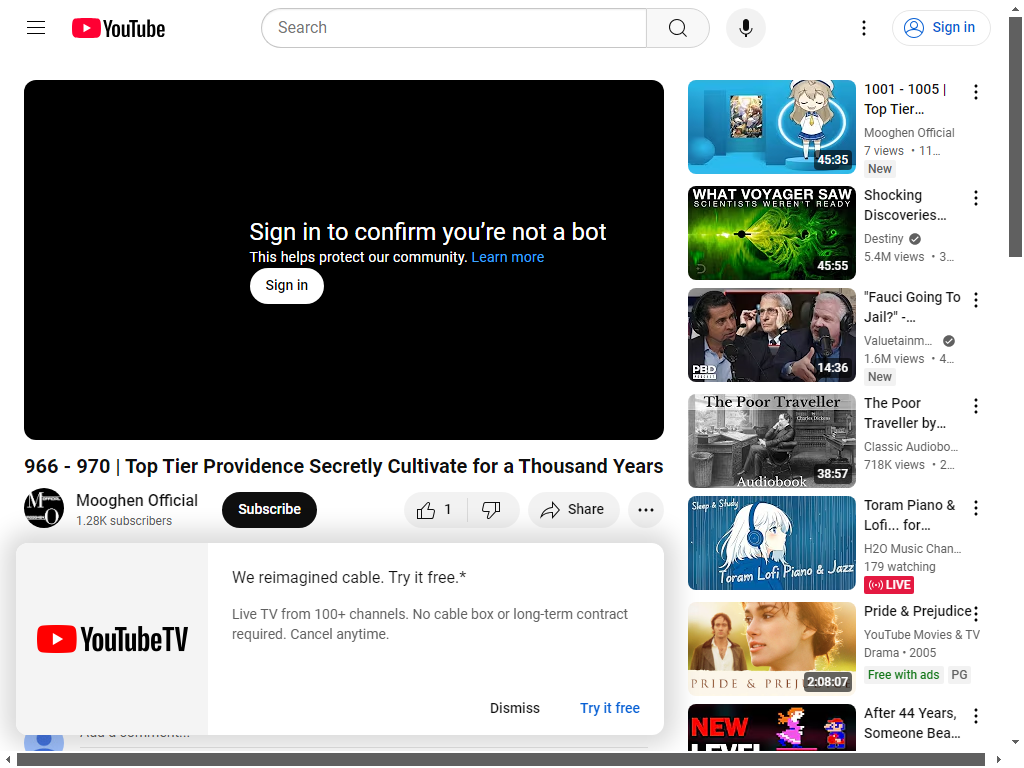 YouTube
Search
Sign in
Sign in to confirm you’re not a bot
This helps protect our community. Learn more
Sign in
966 - 970 | Top Tier Providence Secretly Cultivate for a Thousand Years
Mooghen Official
1.28K subscribers
Subscribe
1
Share
We reimagined cable. Try it free.*
Live TV from 100+ channels. No cable box or long-term contract
required. Cancel anytime.
YouTubeTV
Dismiss
Try it free
Add a comment...
45:35
1001 - 1005 |
Top Tier…
Mooghen Official
7 views • 11…
New
WHAT VOYAGER SAW
SCIENTISTS WEREN'T READY
45:55
Shocking
Discoveries…
Destiny
5.4M views • 3…
PBD
PODCAST
14:36
"Fauci Going To
Jail?" -…
Valuetainm…
1.6M views • 4…
New
The Poor Traveller
by
Charles Dickens
Audiobook
38:57
The Poor
Traveller by…
Classic Audiobo…
718K views • 2…
Sleep & Study
Toram Lofi Piano & Jazz
Toram Piano &
Lofi... for…
H2O Music Chan…
179 watching
LIVE
2:08:07
Pride & Prejudice
YouTube Movies & TV
Drama • 2005
Free with ads
PG
NEW
LEVEL
After 44 Years,
Someone Bea…